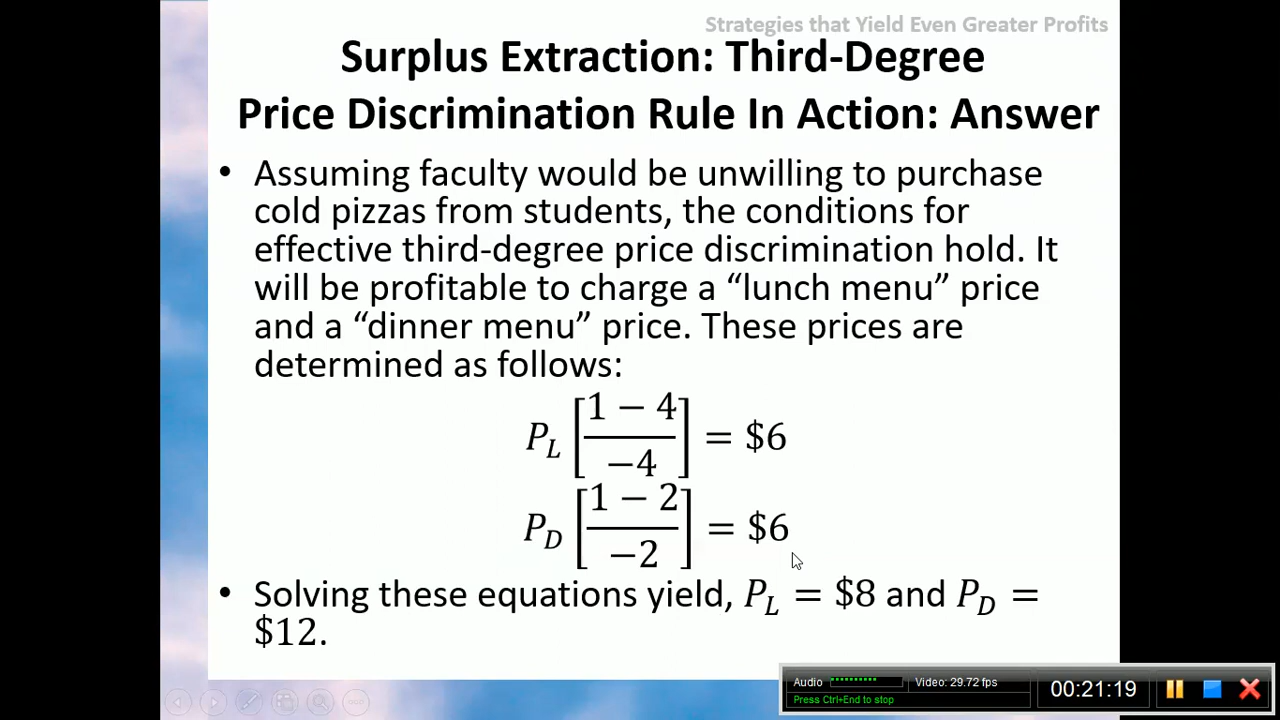 Strategies that Yield Even Greater Profits
Surplus Extraction: Third-Degree
Price Discrimination Rule In Action: Answer
• Assuming faculty would be unwilling to purchase
cold pizzas from students, the conditions for
effective third-degree price discrimination hold. It
will be profitable to charge a “lunch menu” price
and a “dinner menu” price. These prices are
determined as follows:
P_L [(1 − 4)/(−4)] = $6
P_D [(1 − 2)/(−2)] = $6
• Solving these equations yield, P_L = $8 and P_D =
$12.
Audio Video: 29.72 fps 00:21:19
Press Ctrl+End to stop